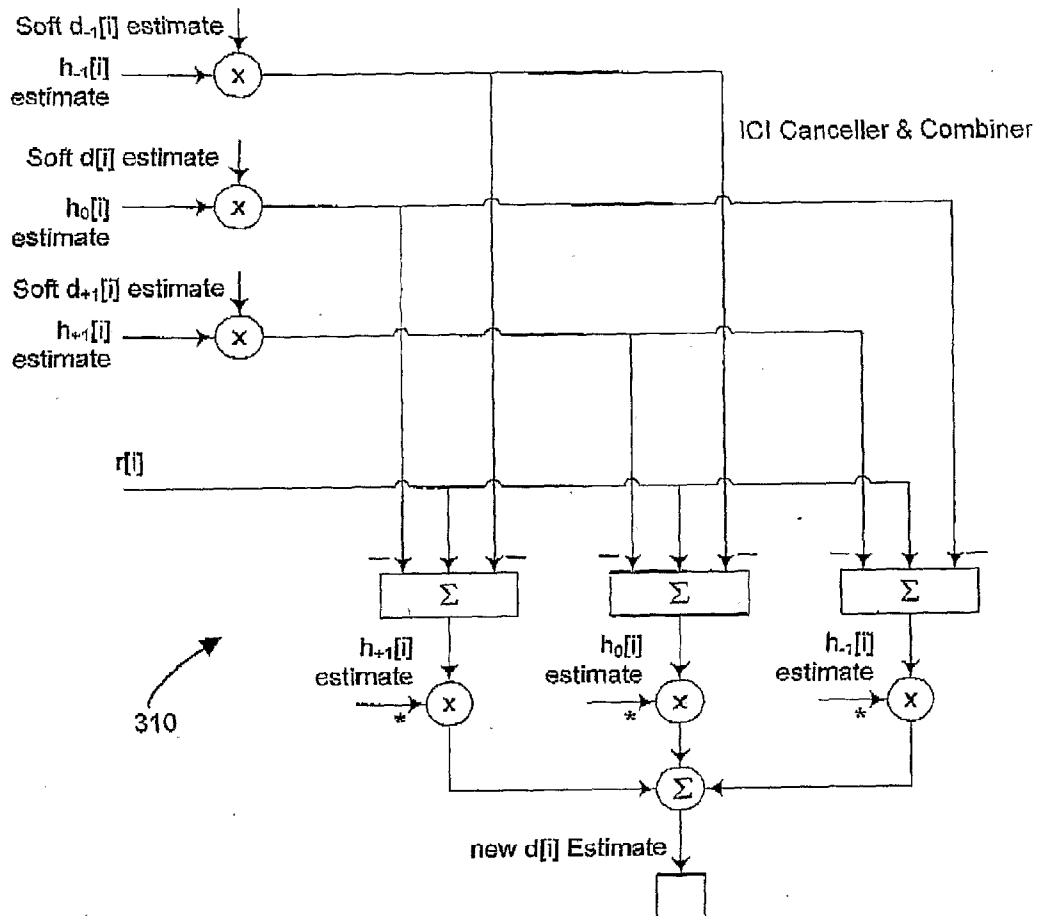 Soft d₋₁[i] estimate
h₋₁[i]
estimate
x
ICI Canceller & Combiner
Soft d[i] estimate
h₀[i]
estimate
x
Soft d₊₁[i] estimate
h₊₁[i]
estimate
x
r[i]
— — — — — —
Σ Σ Σ
h₊₁[i]
estimate
*
x
h₀[i]
estimate
*
x
h₋₁[i]
estimate
*
x
310
Σ
new d[i] Estimate